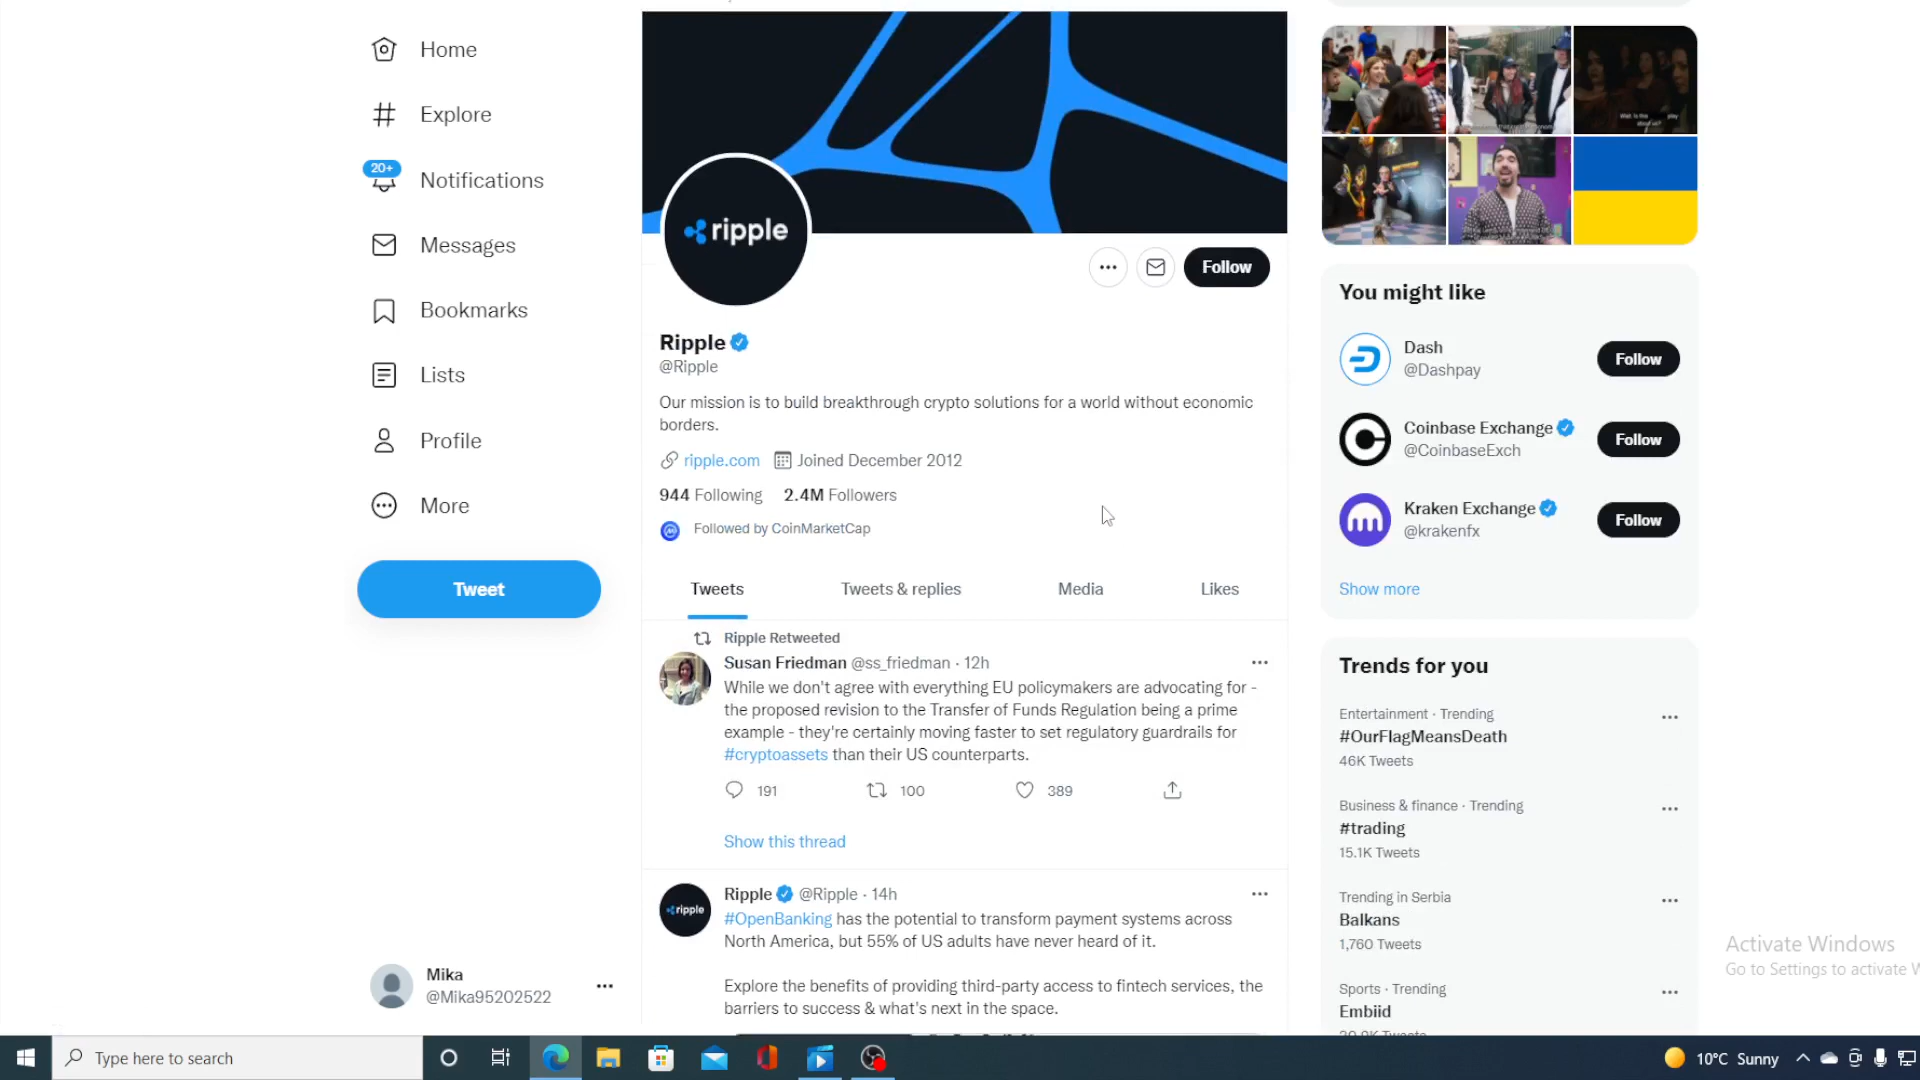 Home
Explore
20+
Notifications
Messages
Bookmarks
Lists
Profile
More
Tweet
Mika
@Mika95202522
ripple
Follow
Ripple
@Ripple
Our mission is to build breakthrough crypto solutions for a world without economic
borders.
ripple.com Joined December 2012
944 Following 2.4M Followers
Followed by CoinMarketCap
Tweets Tweets & replies Media Likes
Ripple Retweeted
Susan Friedman @ss_friedman · 12h
While we don't agree with everything EU policymakers are advocating for -
the proposed revision to the Transfer of Funds Regulation being a prime
example - they're certainly moving faster to set regulatory guardrails for
#cryptoassets than their US counterparts.
191 100 389
Show this thread
ripple
Ripple @Ripple · 14h
#OpenBanking has the potential to transform payment systems across
North America, but 55% of US adults have never heard of it.
Explore the benefits of providing third-party access to fintech services, the
barriers to success & what's next in the space.
You might like
Dash
@Dashpay
Follow
Coinbase Exchange
@CoinbaseExch
Follow
Kraken Exchange
@krakenfx
Follow
Show more
Trends for you
Entertainment · Trending
#OurFlagMeansDeath
46K Tweets
Business & finance · Trending
#trading
15.1K Tweets
Trending in Serbia
Balkans
1,760 Tweets
Sports · Trending
Embiid
Activate Windows
Go to Settings to activate W
Type here to search
10°C Sunny